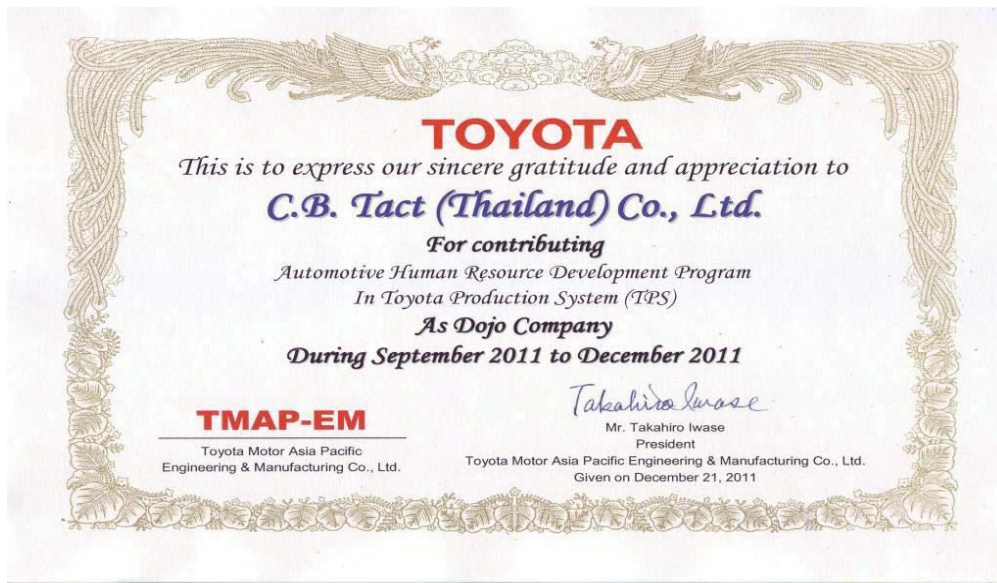 TOYOTA
This is to express our sincere gratitude and appreciation to
C.B. Tact (Thailand) Co., Ltd.
For contributing
Automotive Human Resource Development Program
In Toyota Production System (TPS)
As Dojo Company
During September 2011 to December 2011
Takahiro Iwase
TMAP-EM
Toyota Motor Asia Pacific
Engineering & Manufacturing Co., Ltd.
Mr. Takahiro Iwase
President
Toyota Motor Asia Pacific Engineering & Manufacturing Co., Ltd.
Given on December 21, 2011